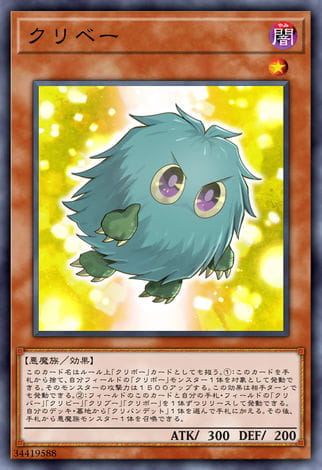 クリベー
闇
やみ
【悪魔族／効果】
このカード名はルール上「クリボー」カードとしても扱う。①：このカードを手
札から捨て、自分フィールドの「クリボー」モンスター１体を対象として発動でき
る。そのモンスターの攻撃力は１５００アップする。この効果は相手ターンで
も発動できる。②：フィールドのこのカードと自分の手札・フィールドの「クリ
バー」「クリビー」「クリブー」「クリボー」を１体ずつリリースして発動できる。
自分のデッキ・墓地から「クリバンデット」１体を選んで手札に加える。その後、
手札から悪魔族モンスター１体を召喚できる。
ATK/ 300 DEF/ 200
34419588